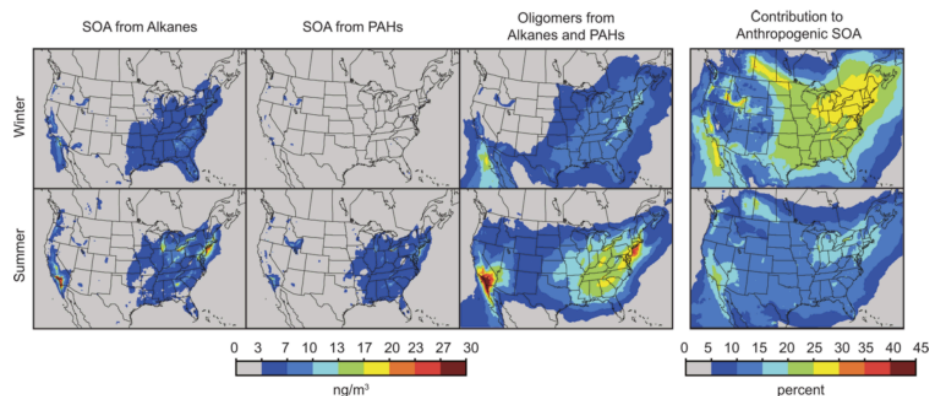 SOA from Alkanes
SOA from PAHs
Oligomers from
Alkanes and PAHs
Contribution to
Anthropogenic SOA
Winter
Summer
0 3 7 10 13 17 20 23 27 30
ng/m³
0 5 10 15 20 25 30 35 40 45
percent